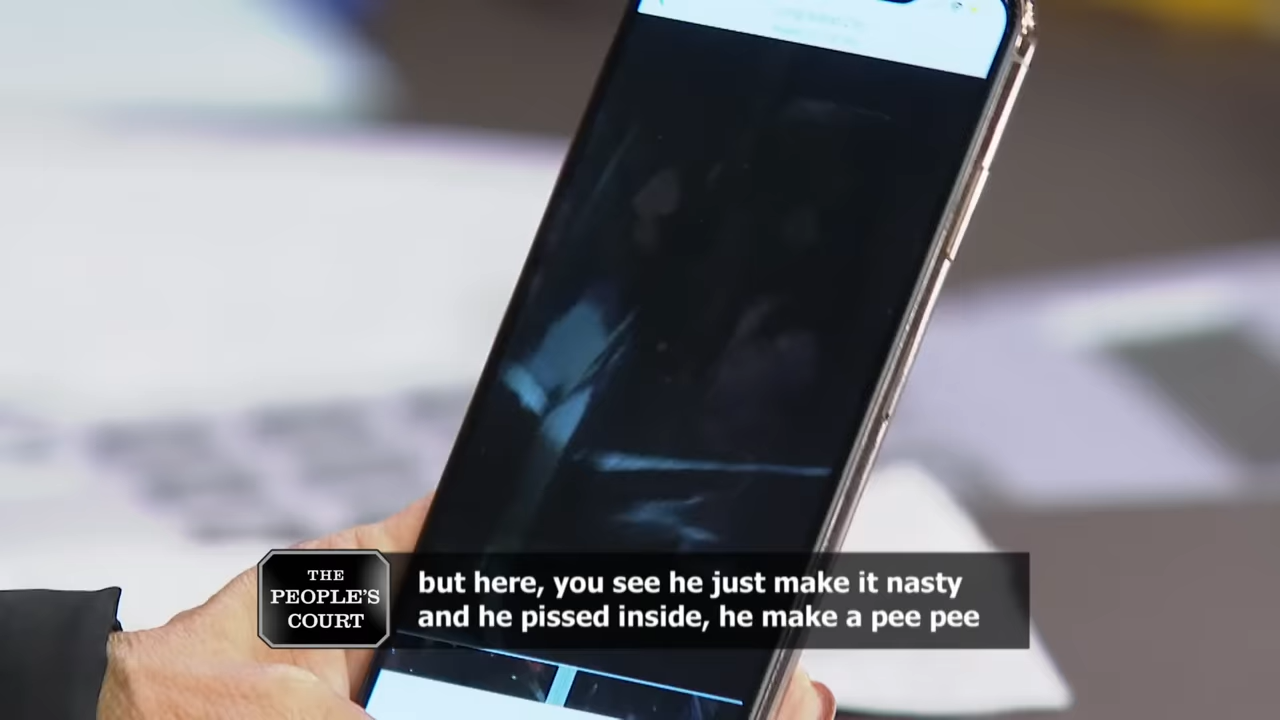 THE
PEOPLE'S
COURT
but here, you see he just make it nasty
and he pissed inside, he make a pee pee